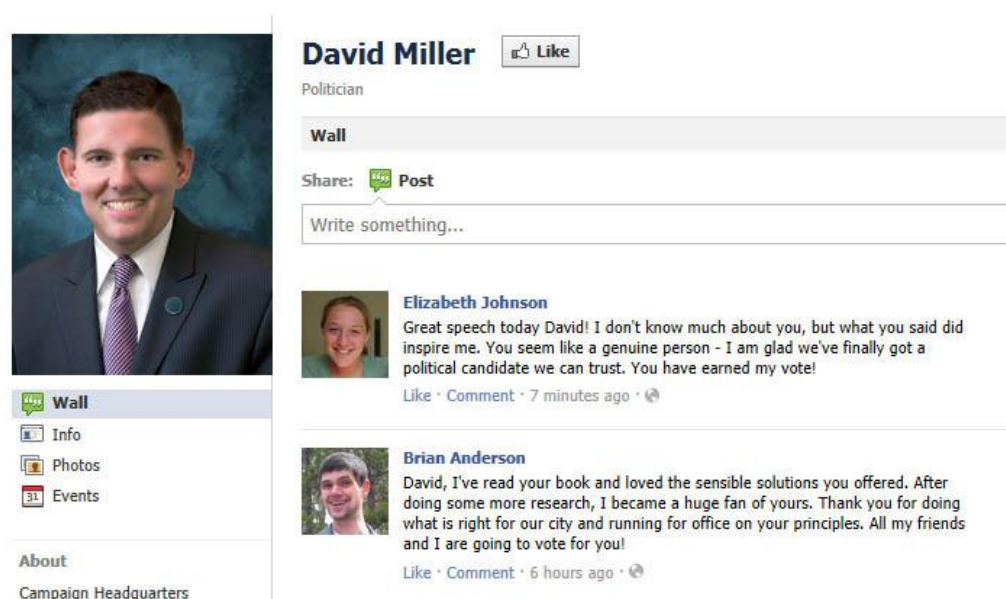 David Miller
Like
Politician
Wall
Share: Post
Write something...
Elizabeth Johnson
Great speech today David! I don't know much about you, but what you said did
inspire me. You seem like a genuine person - I am glad we've finally got a
political candidate we can trust. You have earned my vote!
Like · Comment · 7 minutes ago ·
Brian Anderson
David, I've read your book and loved the sensible solutions you offered. After
doing some more research, I became a huge fan of yours. Thank you for doing
what is right for our city and running for office on your principles. All my friends
and I are going to vote for you!
Like · Comment · 6 hours ago ·
Wall
Info
Photos
31 Events
About
Campaign Headquarters